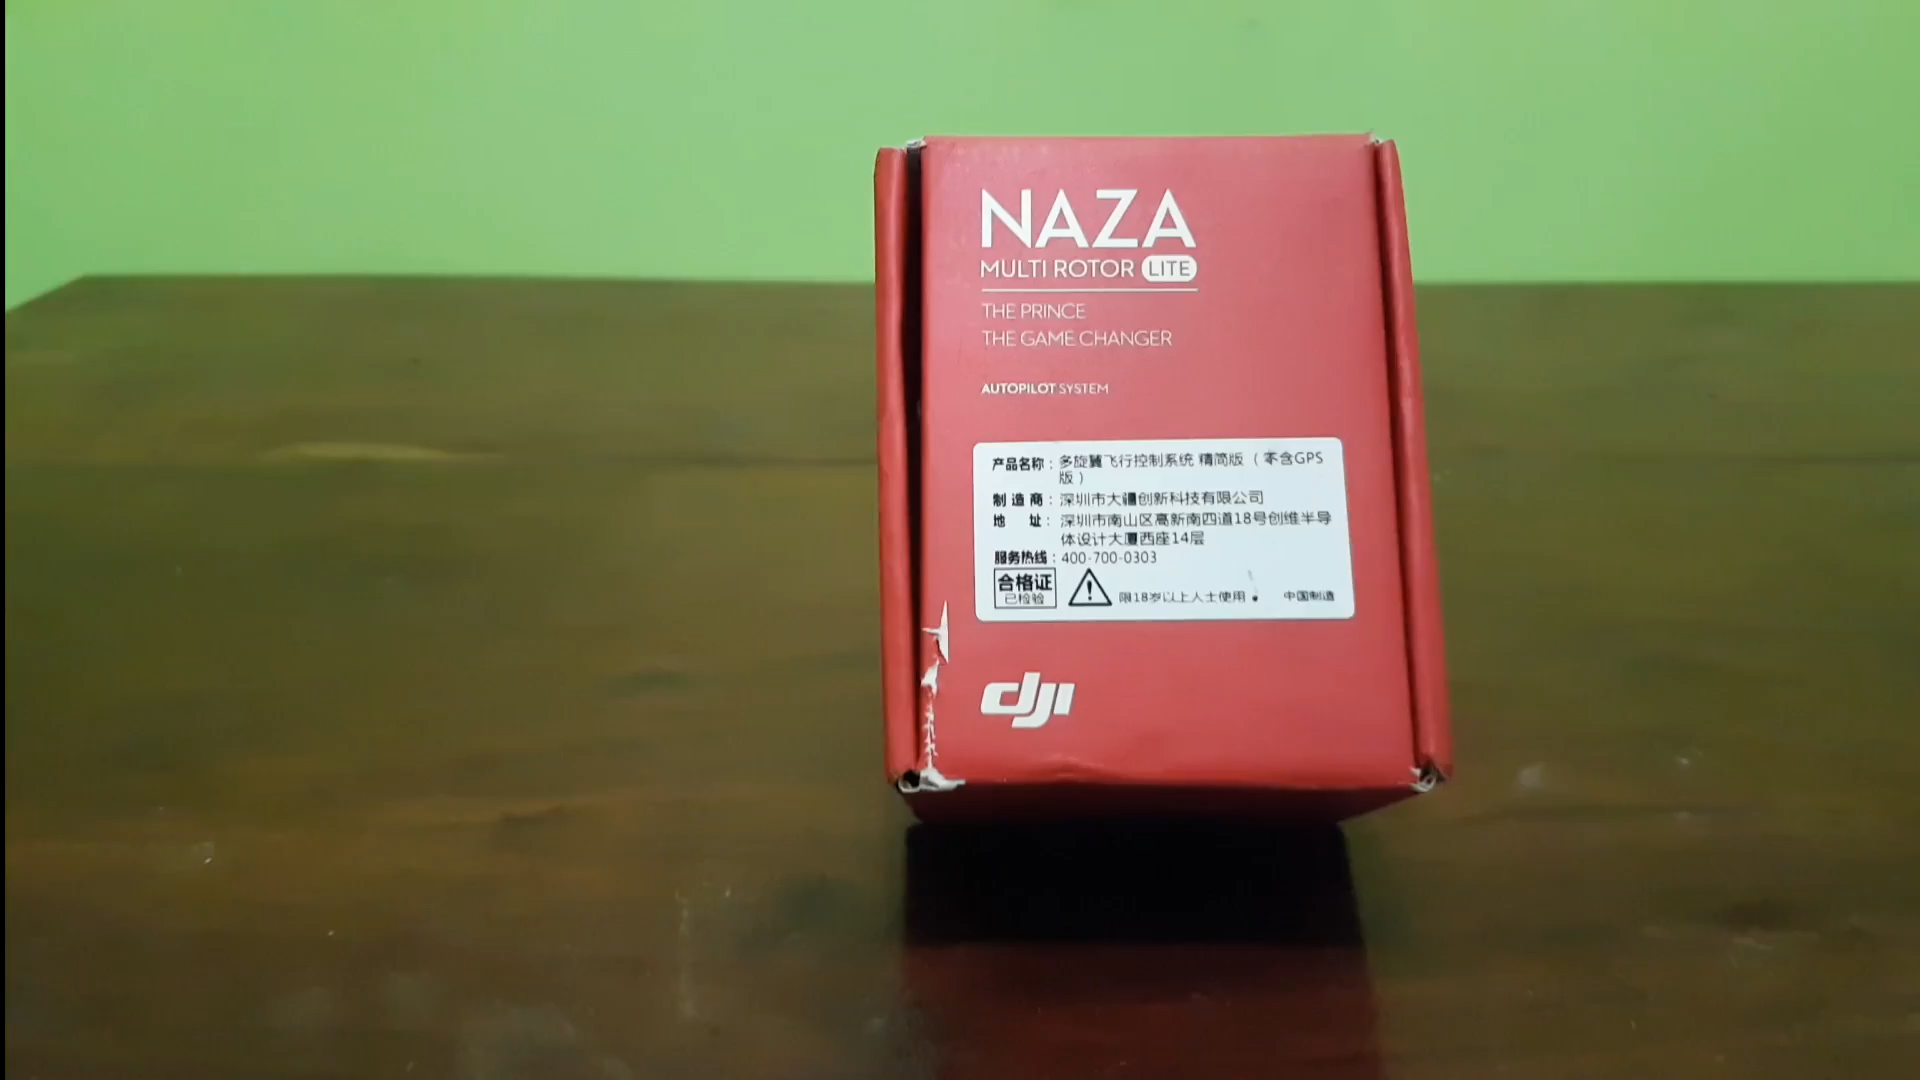 NAZA
MULTI ROTOR LITE
THE PRINCE
THE GAME CHANGER
AUTOPILOT SYSTEM
产品名称：多旋翼飞行控制系统 精简版（零含GPS
版）
制造商：深圳市大疆创新科技有限公司
地 址：深圳市南山区高新南四道18号创维半导
体设计大厦西座14层
服务热线：400-700-0303
合格证
已检验
限18岁以上人士使用。 中国制造
dji